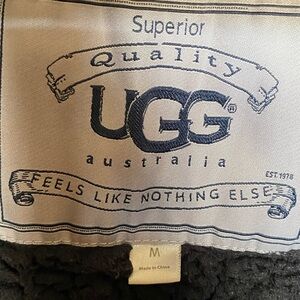 Superior
Quality
UGG®
australia
EST. 1978
FEELS LIKE NOTHING ELSE
M
Made in China